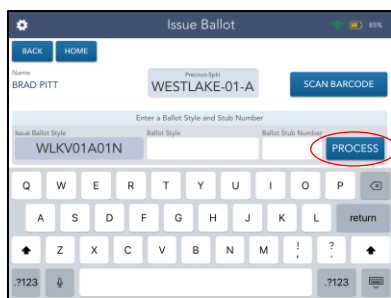 Issue Ballot
85%
BACK HOME
Name
BRAD PITT
Precinct-Split
WESTLAKE-01-A
SCAN BARCODE
Enter a Ballot Style and Stub Number
Issue Ballot Style Ballot Style Ballot Stub Number
WLKV01A01N
PROCESS
Q W E R T Y U I O P
A S D F G H J K L return
Z X C V B N M ! , ? .
.?123 .?123